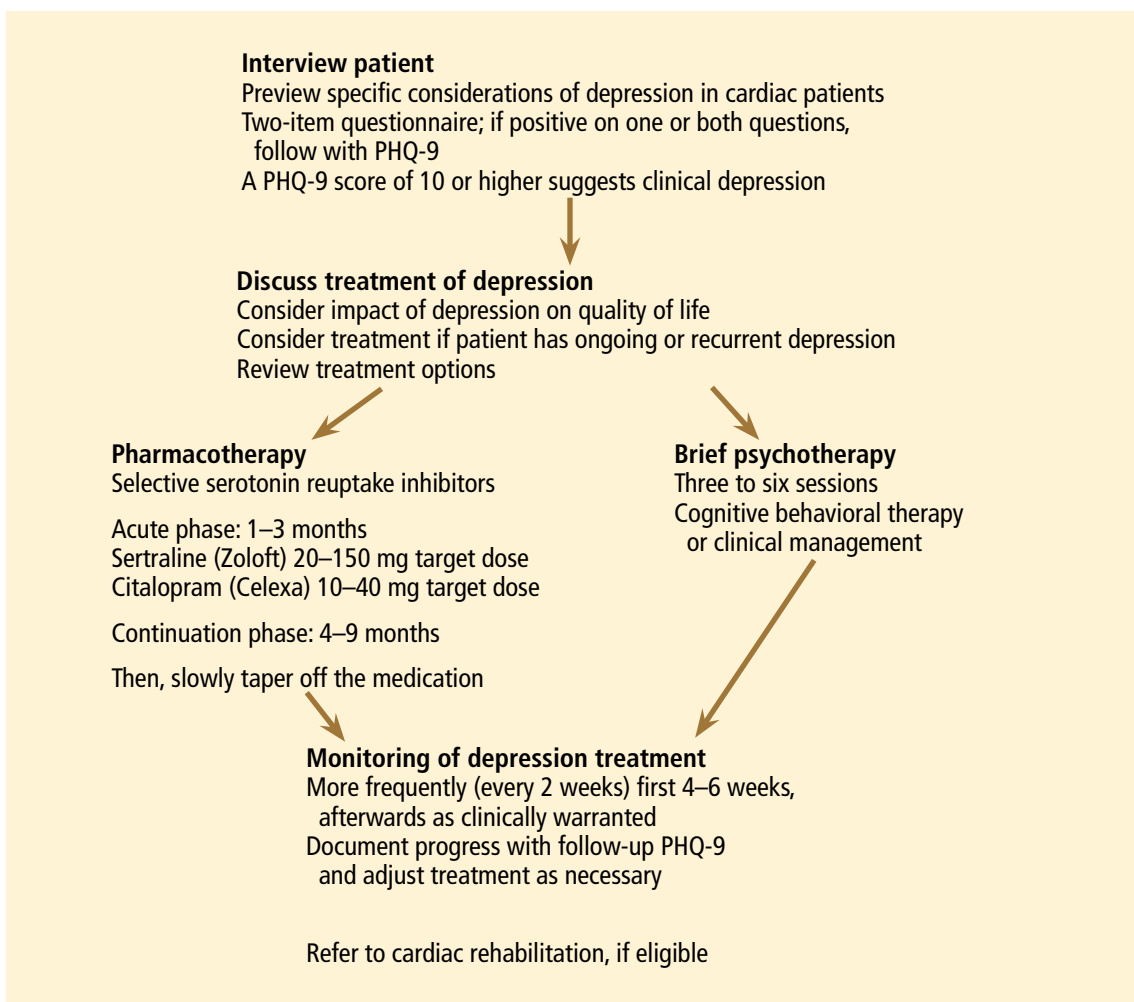 Interview patient
Preview specific considerations of depression in cardiac patients
Two-item questionnaire; if positive on one or both questions,
follow with PHQ-9
A PHQ-9 score of 10 or higher suggests clinical depression
Discuss treatment of depression
Consider impact of depression on quality of life
Consider treatment if patient has ongoing or recurrent depression
Review treatment options
Pharmacotherapy
Selective serotonin reuptake inhibitors
Acute phase: 1–3 months
Sertraline (Zoloft) 20–150 mg target dose
Citalopram (Celexa) 10–40 mg target dose
Continuation phase: 4–9 months
Then, slowly taper off the medication
Brief psychotherapy
Three to six sessions
Cognitive behavioral therapy
or clinical management
Monitoring of depression treatment
More frequently (every 2 weeks) first 4–6 weeks,
afterwards as clinically warranted
Document progress with follow-up PHQ-9
and adjust treatment as necessary
Refer to cardiac rehabilitation, if eligible